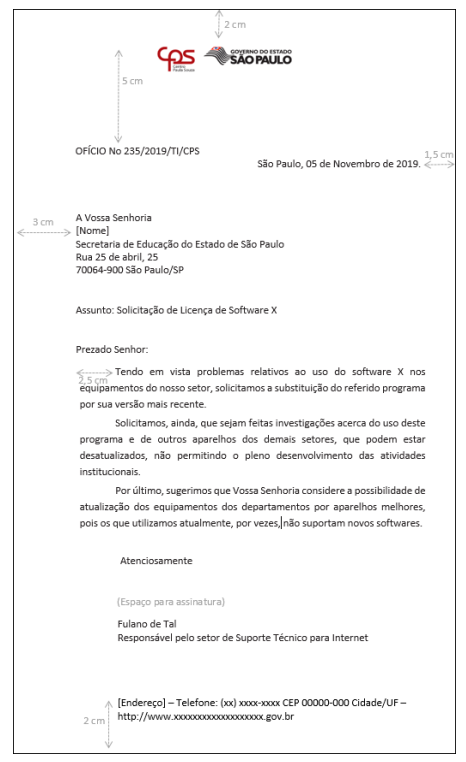 2 cm
cps
Centro
Paula Souza
GOVERNO DO ESTADO
SÃO PAULO
5 cm
OFÍCIO No 235/2019/TI/CPS
São Paulo, 05 de Novembro de 2019.
1,5 cm
3 cm
A Vossa Senhoria
[Nome]
Secretaria de Educação do Estado de São Paulo
Rua 25 de abril, 25
70064-900 São Paulo/SP
Assunto: Solicitação de Licença de Software X
Prezado Senhor:
Tendo em vista problemas relativos ao uso do software X nos
2,5 cm
equipamentos do nosso setor, solicitamos a substituição do referido programa
por sua versão mais recente.
Solicitamos, ainda, que sejam feitas investigações acerca do uso deste
programa e de outros aparelhos dos demais setores, que podem estar
desatualizados, não permitindo o pleno desenvolvimento das atividades
institucionais.
Por último, sugerimos que Vossa Senhoria considere a possibilidade de
atualização dos equipamentos dos departamentos por aparelhos melhores,
pois os que utilizamos atualmente, por vezes, não suportam novos softwares.
Atenciosamente
(Espaço para assinatura)
Fulano de Tal
Responsável pelo setor de Suporte Técnico para Internet
[Endereço] – Telefone: (xx) xxxx-xxxx CEP 00000-000 Cidade/UF –
http://www.xxxxxxxxxxxxxxxxxxx.gov.br
2 cm